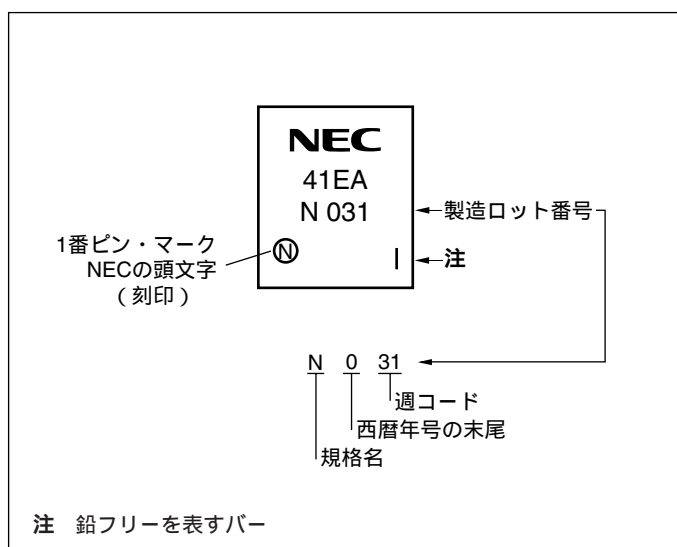 NEC
41EA
N 031
製造ロット番号
1番ピン・マーク
NECの頭文字
(刻印)
N
注
N 0 31
週コード
西暦年号の末尾
規格名
注 鉛フリーを表すバー